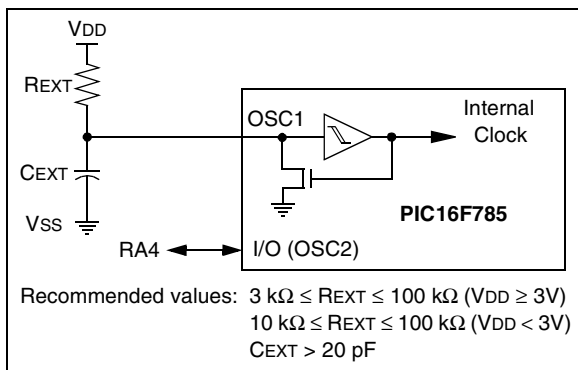 VDD
REXT
OSC1
Internal
Clock
CEXT
PIC16F785
VSS
RA4
I/O (OSC2)
Recommended values: 3 kΩ ≤ REXT ≤ 100 kΩ (VDD ≥ 3V)
10 kΩ ≤ REXT ≤ 100 kΩ (VDD < 3V)
CEXT > 20 pF